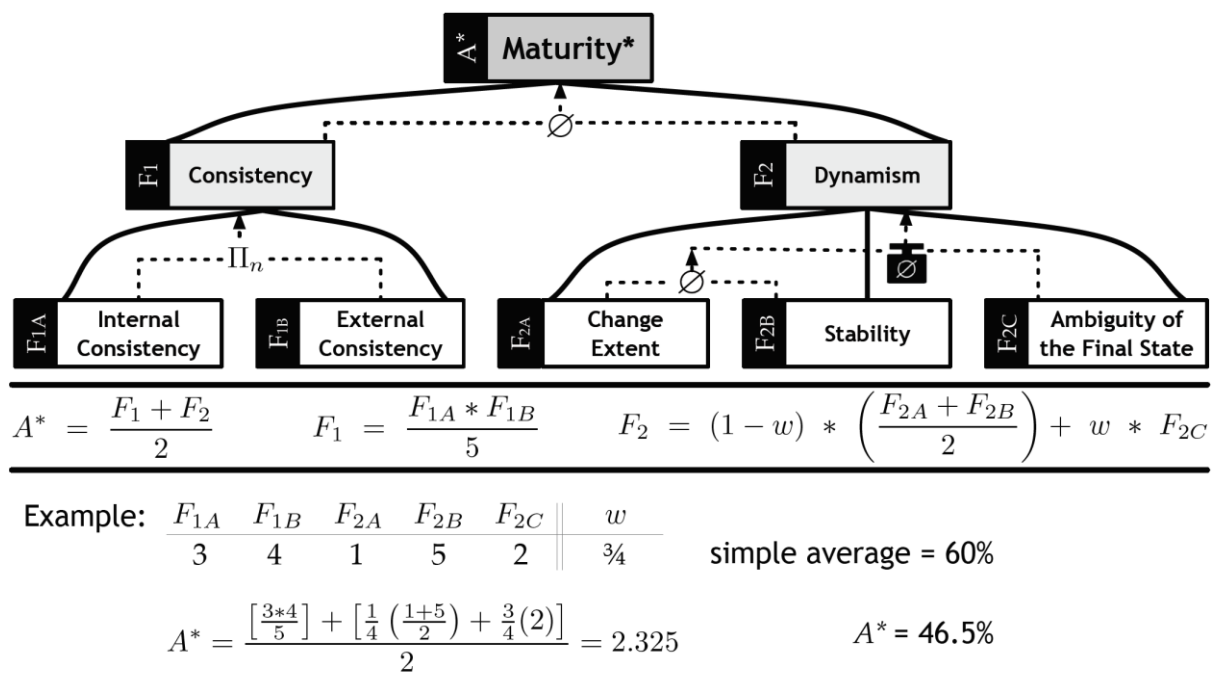 A* Maturity*
∅
F1 Consistency F2 Dynamism
Πn
∅ ∅
F1A Internal Consistency F1B External Consistency F2A Change Extent F2B Stability F2C Ambiguity of the Final State
A* = (F1 + F2)/2 F1 = (F1A * F1B)/5 F2 = (1 − w) * ((F2A + F2B)/2) + w * F2C
Example: F1A F1B F2A F2B F2C w
3 4 1 5 2 ¾ simple average = 60%
A* = ([3*4/5] + [1/4 (1+5/2) + 3/4(2)])/2 = 2.325 A* = 46.5%